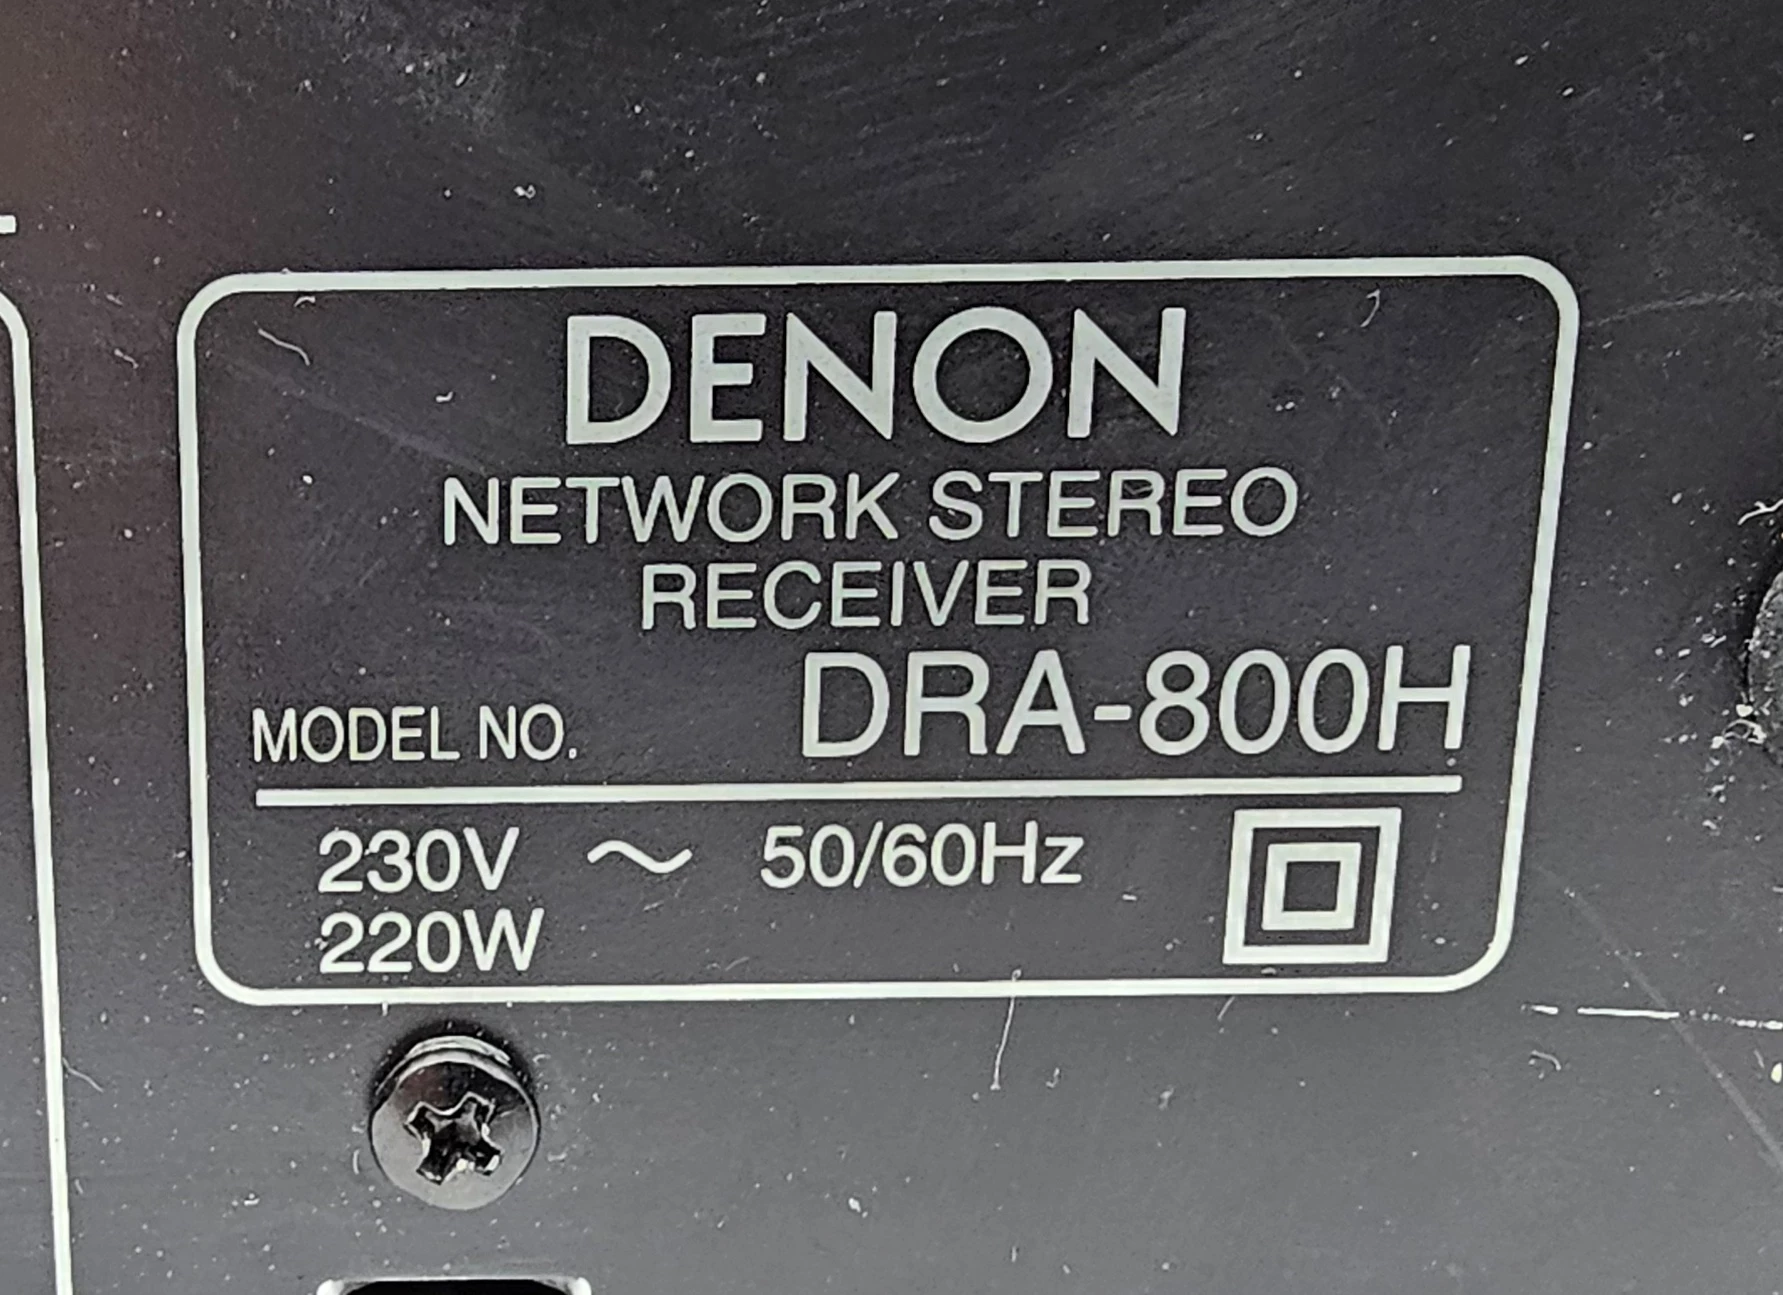 DENON
NETWORK STEREO
RECEIVER
MODEL NO. DRA-800H
230V ~ 50/60Hz
220W